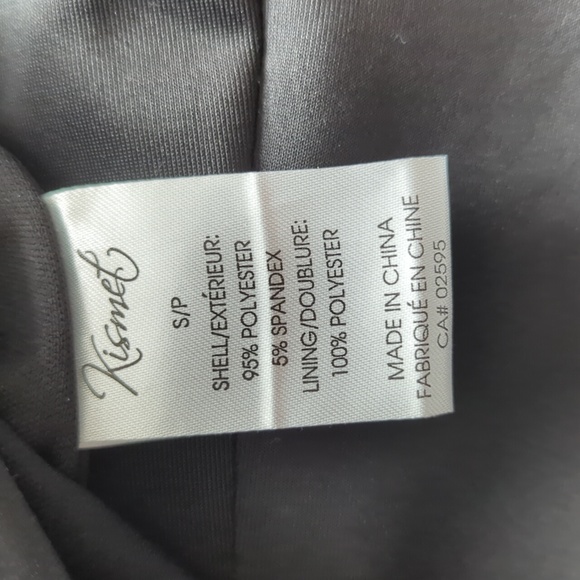 Kismet
S/P
SHELL/EXTÉRIEUR:
95% POLYESTER
5% SPANDEX
LINING/DOUBLURE:
100% POLYESTER
MADE IN CHINA
FABRIQUÉ EN CHINE
CA# 02595